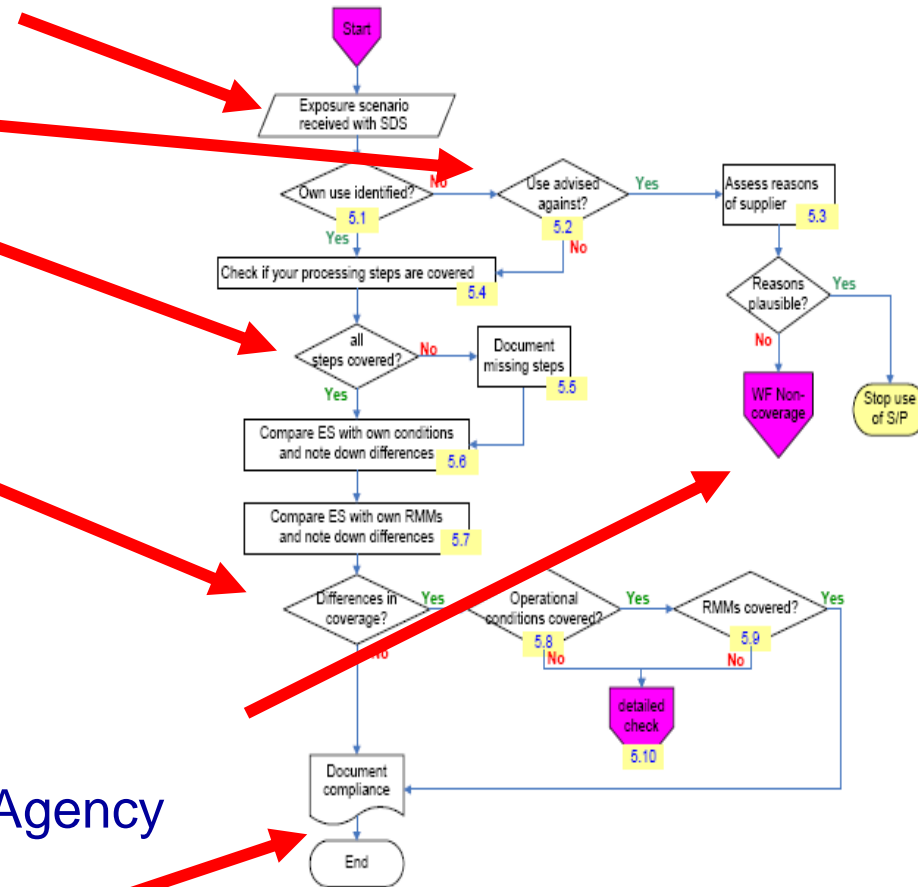 Start
Exposure scenario
received with SDS
Own use identified?
5.1
No
Yes
Use advised
against?
5.2
Yes
No
Assess reasons
of supplier
5.3
Check if your processing steps are covered
5.4
Reasons
plausible?
Yes
No
all
steps covered?
No
Yes
Document
missing steps
5.5
WF Non-
coverage
Stop use
of S/P
Compare ES with own conditions
and note down differences
5.6
Compare ES with own RMMs
and note down differences
5.7
Differences in
coverage?
Yes
No
Operational
conditions covered?
5.8
Yes
No
RMMs covered?
5.9
Yes
No
detailed
check
5.10
Document
compliance
Agency
End